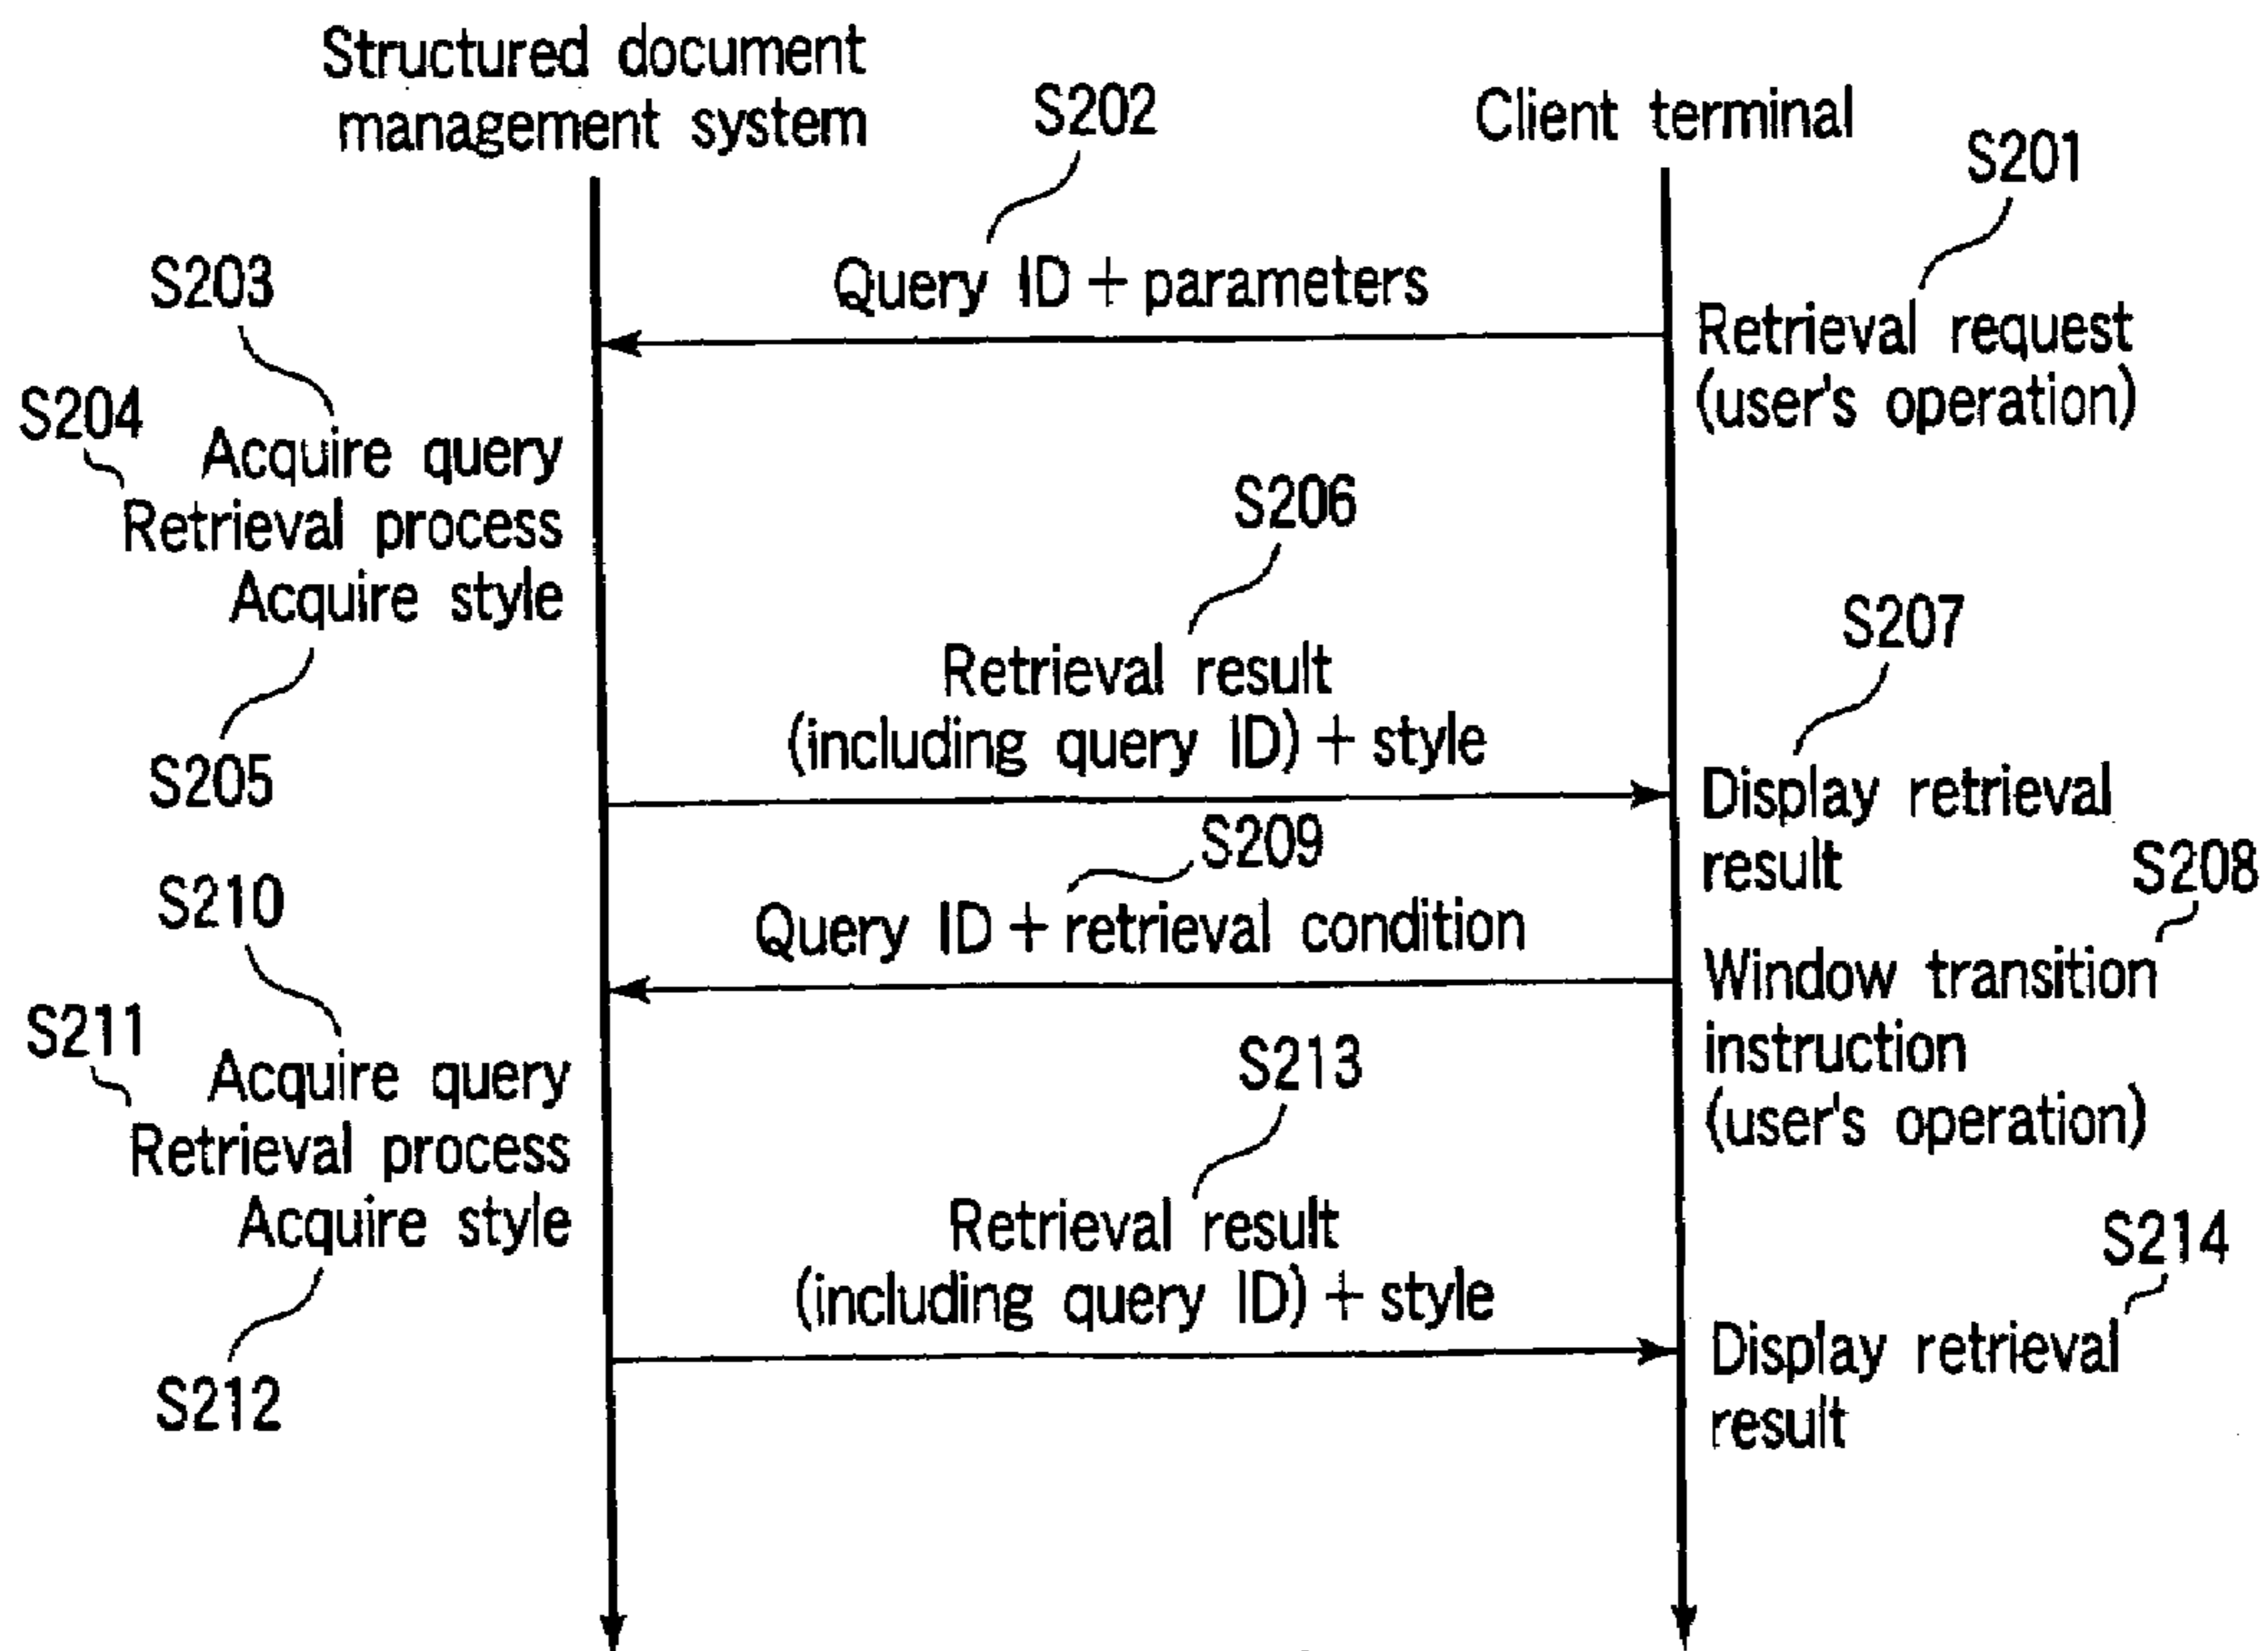 Structured document
management system
S202
Client terminal
S201
Query ID + parameters
S203
Retrieval request
(user's operation)
S204
Acquire query
Retrieval process
Acquire style
S205
S206
Retrieval result
(including query ID) + style
S207
Display retrieval
result
S208
S209
Query ID + retrieval condition
Window transition
instruction
(user's operation)
S210
S211
Acquire query
Retrieval process
Acquire style
S212
S213
Retrieval result
(including query ID) + style
S214
Display retrieval
result